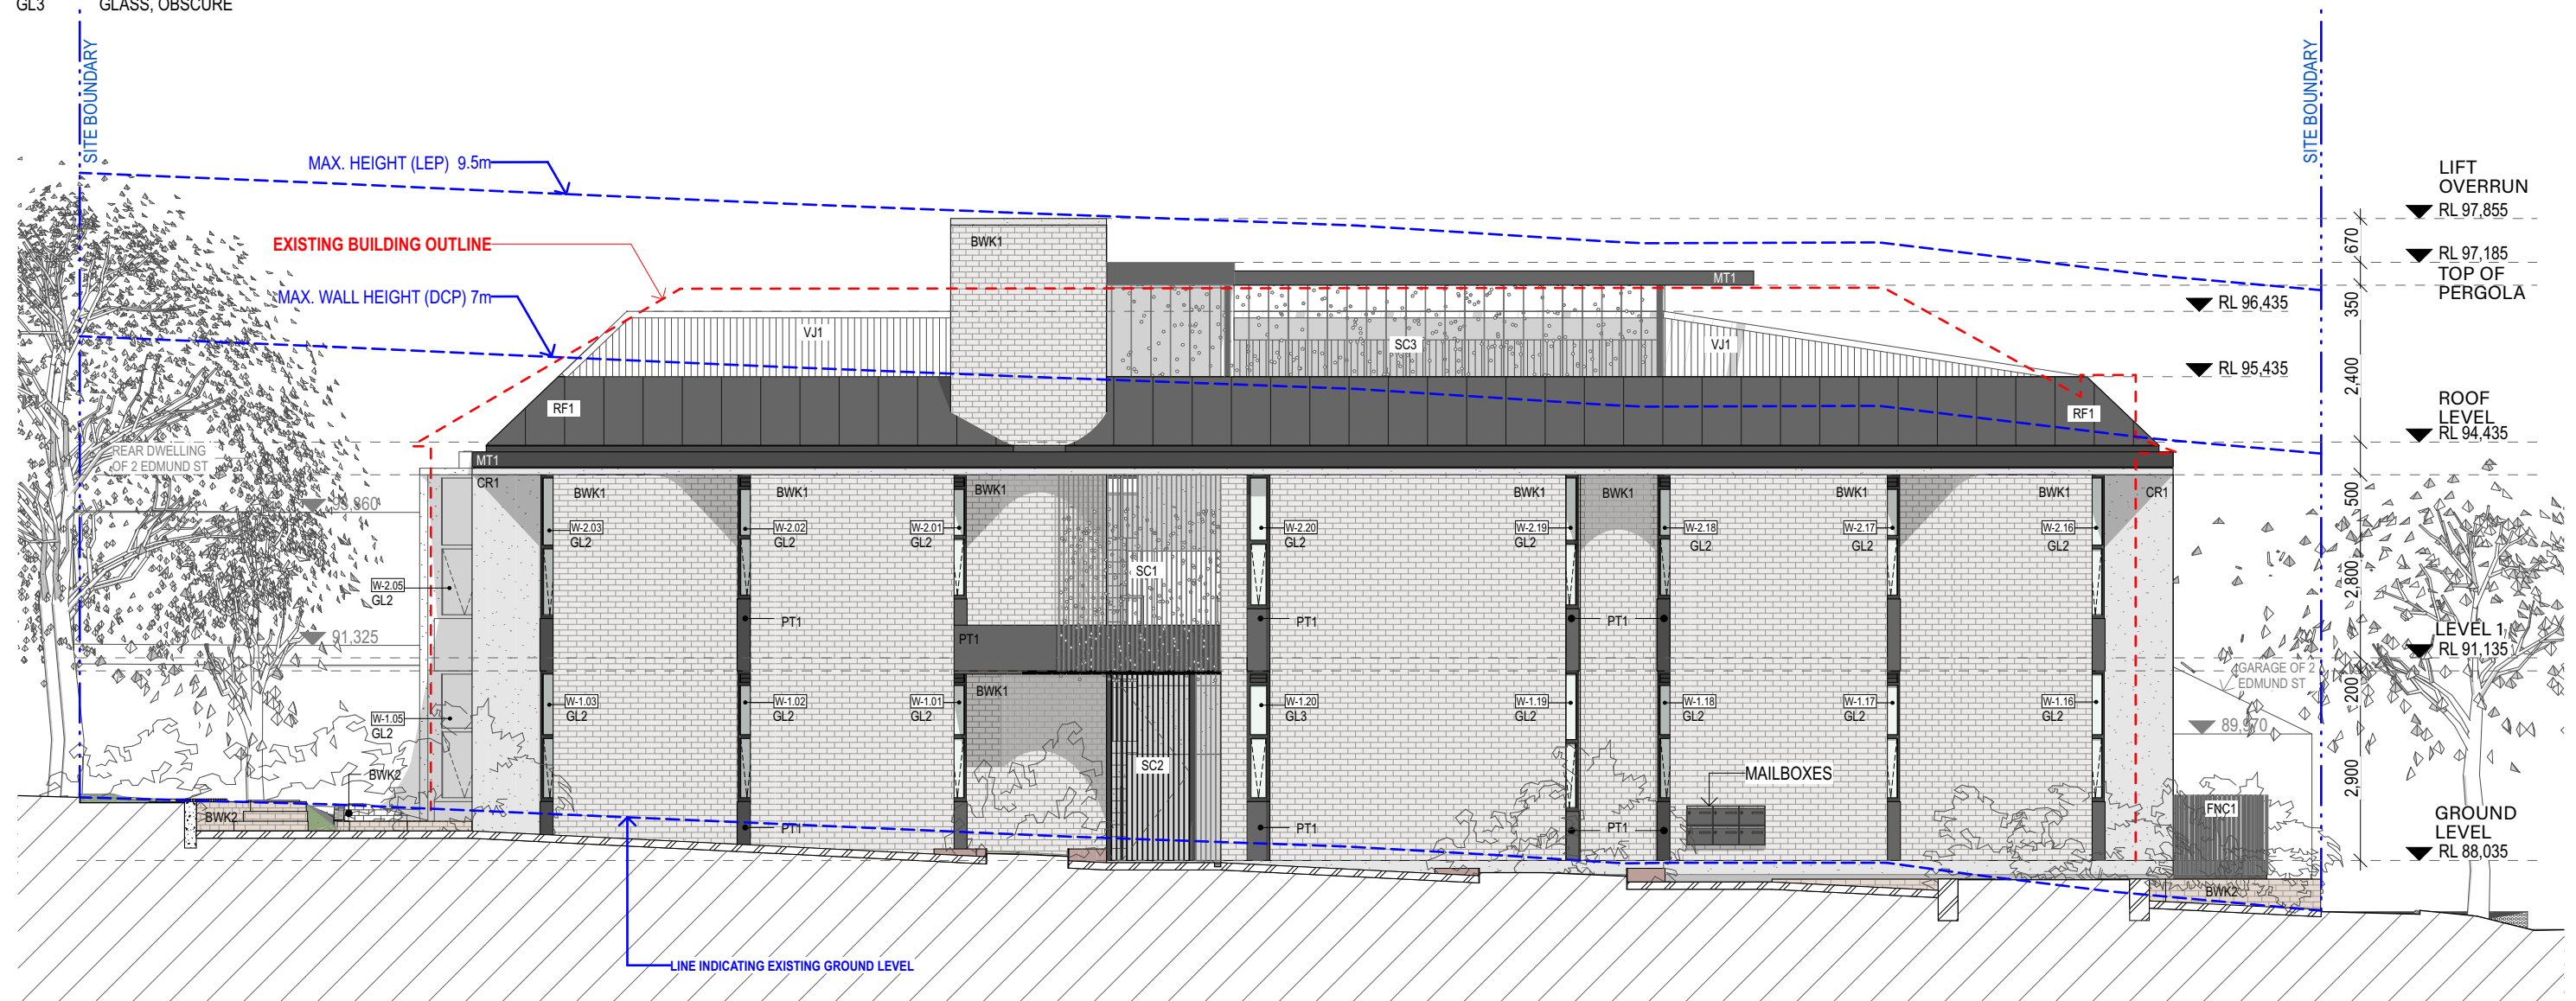 GL3 GLASS, OBSCURE
SITE BOUNDARY
SITE BOUNDARY
MAX. HEIGHT (LEP) 9.5m
EXISTING BUILDING OUTLINE
MAX. WALL HEIGHT (DCP) 7m
LIFT
OVERRUN
RL 97,855
670
RL 97,185
TOP OF
PERGOLA
350
RL 96,435
RL 95,435
2,400
ROOF
LEVEL
RL 94,435
500
2,800
LEVEL 1
RL 91,135
200
2,900
GROUND
LEVEL
RL 88,035
BWK1
MT1
VJ1
SC3
VJ1
RF1
RF1
REAR DWELLING
OF 2 EDMUND ST
MT1
CR1
BWK1
BWK1
BWK1
BWK1
BWK1
BWK1
BWK1
CR1
93,360
W-2.03
GL2
W-2.02
GL2
W-2.01
GL2
W-2.20
GL2
W-2.19
GL2
W-2.18
GL2
W-2.17
GL2
W-2.16
GL2
SC1
W-2.05
GL2
PT1
PT1
PT1
PT1
91,325
GARAGE OF 2
EDMUND ST
W-1.03
GL2
W-1.02
GL2
W-1.01
GL2
BWK1
W-1.20
GL3
W-1.19
GL2
W-1.18
GL2
W-1.17
GL2
W-1.16
GL2
W-1.05
GL2
89,970
SC2
BWK2
MAILBOXES
FNC1
BWK2
PT1
PT1
PT1
BWK2
LINE INDICATING EXISTING GROUND LEVEL